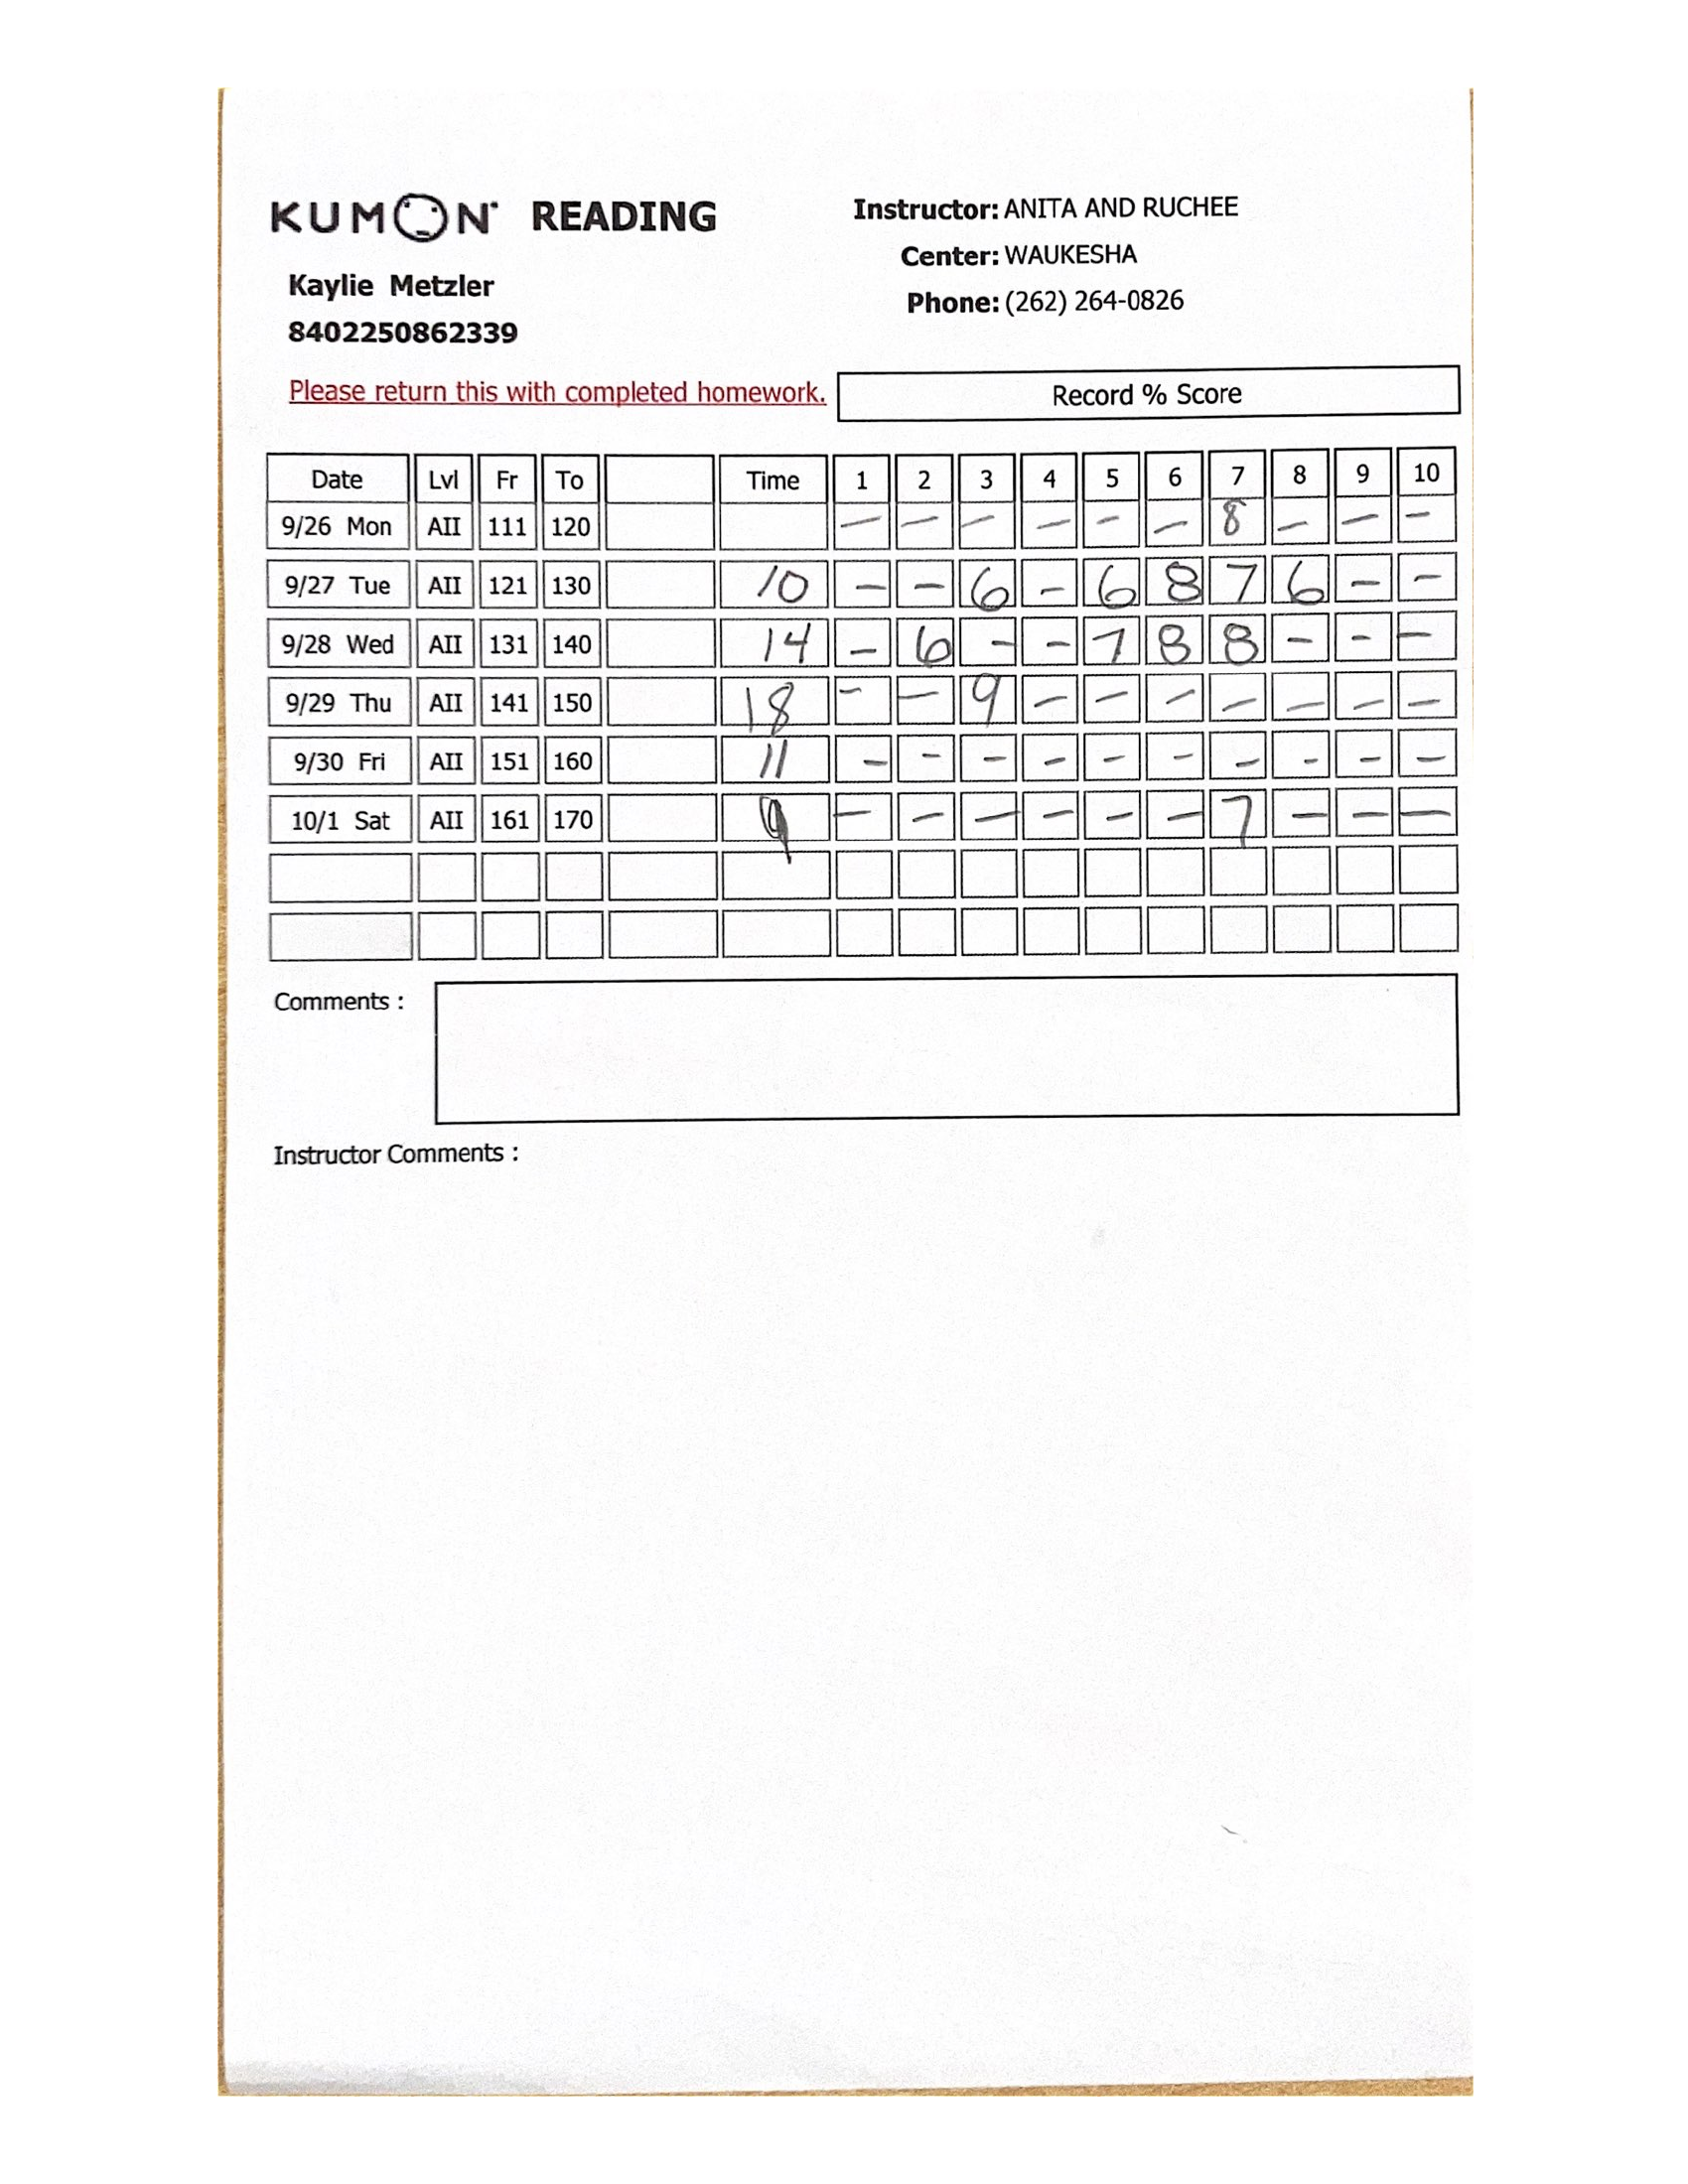 KUMON READING
Instructor: ANITA AND RUCHEE
Center: WAUKESHA
Phone: (262) 264-0826
Kaylie Metzler
8402250862339
Please return this with completed homework.
Record % Score
Date Lvl Fr To Time 1 2 3 4 5 6 7 8 9 10
9/26 Mon AII 111 120 — — — — — — 8 — — —
9/27 Tue AII 121 130 10 — — 6 — 6 8 7 6 — —
9/28 Wed AII 131 140 14 — 6 — — 7 8 8 — — —
9/29 Thu AII 141 150 18 — — 9 — — — — — — —
9/30 Fri AII 151 160 11 — — — — — — — — — —
10/1 Sat AII 161 170 9 — — — — — — 7 — — —
Comments :
Instructor Comments :